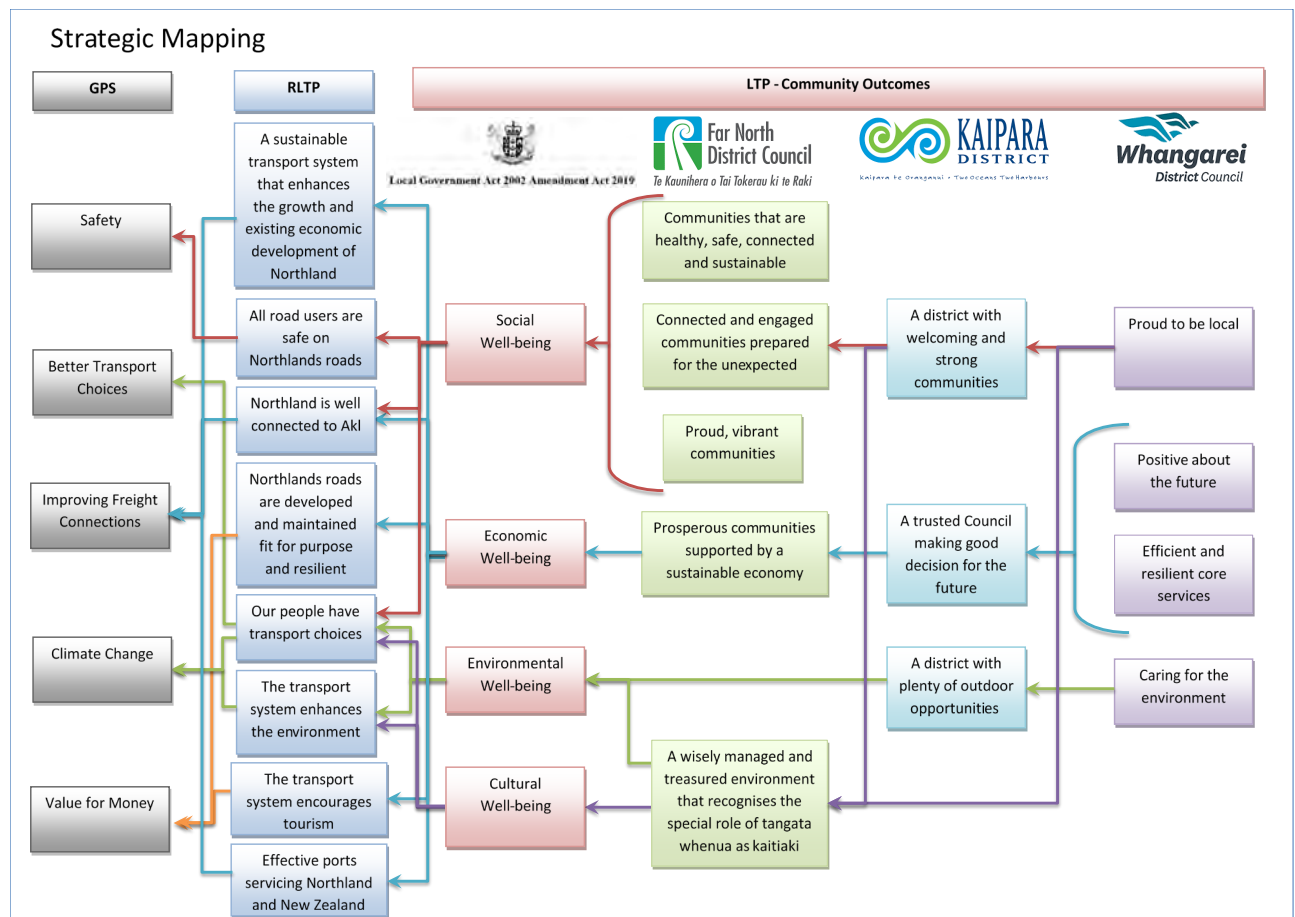 Strategic Mapping
GPS
RLTP
LTP - Community Outcomes
Local Government Act 2002 Amendment Act 2019
Far North
District Council
Te Kaunihera o Tai Tokerau ki te Raki
KAIPARA
DISTRICT
Kaipara te Oranganui • Two Oceans Two Harbours
Whangarei
District Council
Safety
Better Transport
Choices
Improving Freight
Connections
Climate Change
Value for Money
A sustainable
transport system
that enhances
the growth and
existing economic
development of
Northland
All road users are
safe on
Northlands roads
Northland is well
connected to Akl
Northlands roads
are developed
and maintained
fit for purpose
and resilient
Our people have
transport choices
The transport
system enhances
the environment
The transport
system encourages
tourism
Effective ports
servicing Northland
and New Zealand
Social
Well-being
Economic
Well-being
Environmental
Well-being
Cultural
Well-being
Communities that are
healthy, safe, connected
and sustainable
Connected and engaged
communities prepared
for the unexpected
Proud, vibrant
communities
Prosperous communities
supported by a
sustainable economy
A wisely managed and
treasured environment
that recognises the
special role of tangata
whenua as kaitiaki
A district with
welcoming and
strong
communities
A trusted Council
making good
decision for the
future
A district with
plenty of outdoor
opportunities
Proud to be local
Positive about
the future
Efficient and
resilient core
services
Caring for the
environment